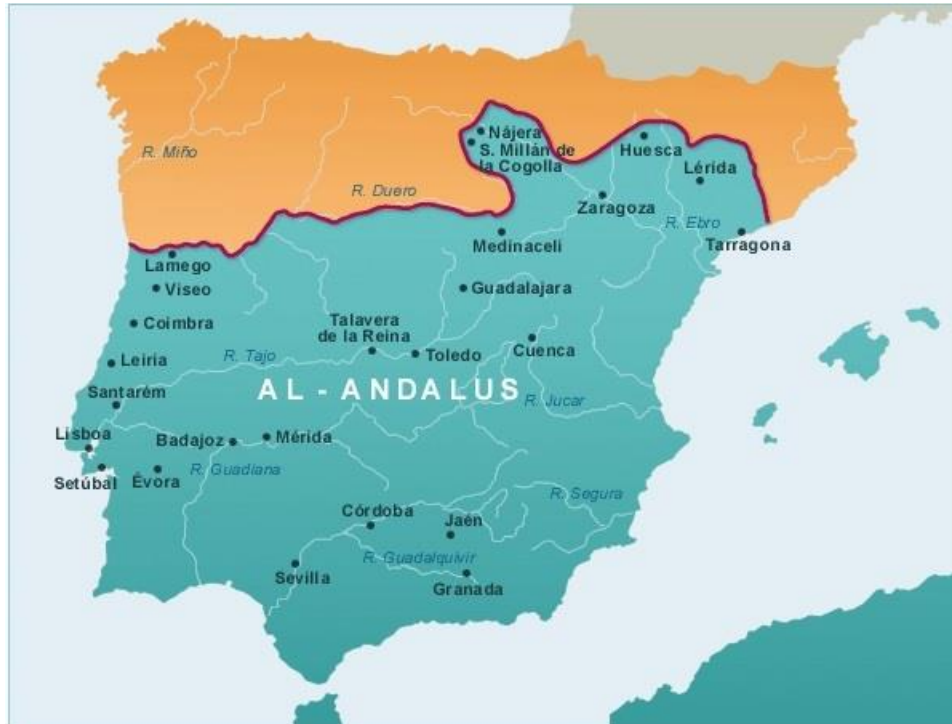 Nájera
S. Millán de
la Cogolla
Huesca
R. Miño
Lérida
R. Duero
Zaragoza
R. Ebro
Medinaceli
Tarragona
Lamego
Viseo
Guadalajara
Coimbra
Talavera
de la Reina
Toledo
Cuenca
Leiria
R. Tajo
AL - ANDALUS
Santarém
R. Jucar
Lisboa
Badajoz
Mérida
R. Guadiana
Setúbal
Évora
R. Segura
Córdoba
Jaén
R. Guadalquivir
Sevilla
Granada